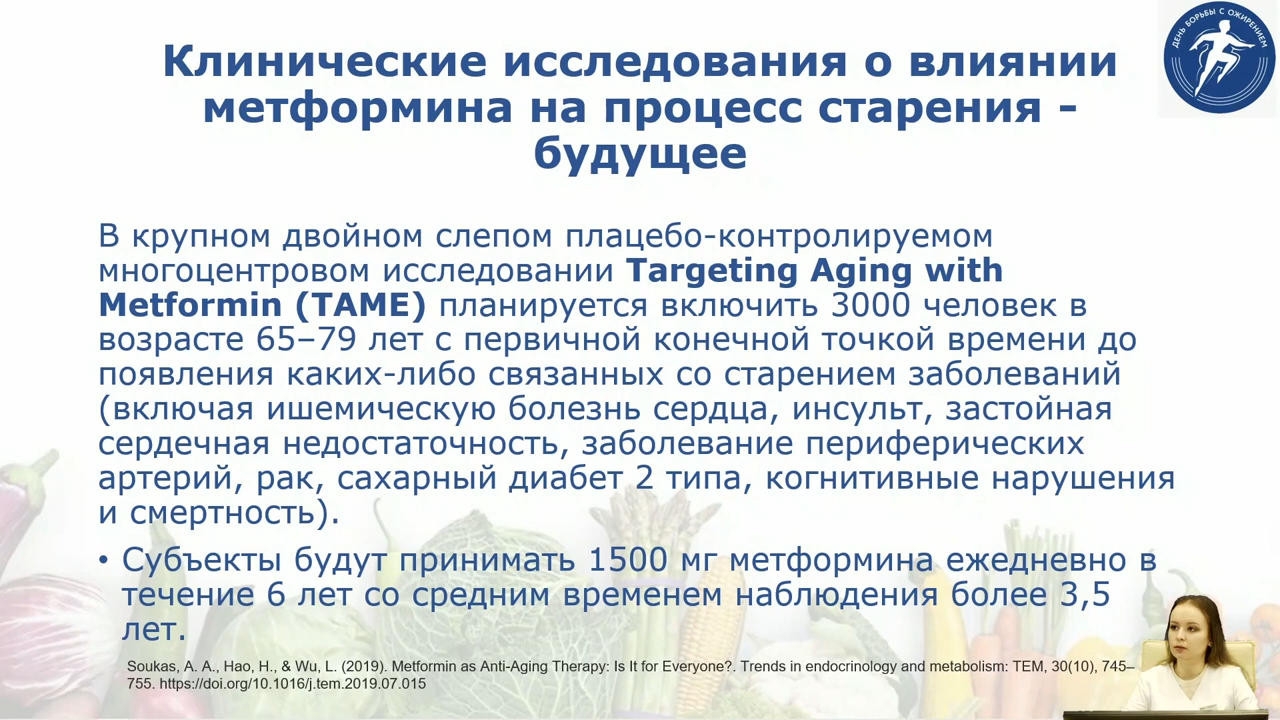 ДЕНЬ БОРЬБЫ С ОЖИРЕНИЕМ
Клинические исследования о влиянии
метформина на процесс старения -
будущее
В крупном двойном слепом плацебо-контролируемом
многоцентровом исследовании Targeting Aging with
Metformin (TAME) планируется включить 3000 человек в
возрасте 65–79 лет с первичной конечной точкой времени до
появления каких-либо связанных со старением заболеваний
(включая ишемическую болезнь сердца, инсульт, застойная
сердечная недостаточность, заболевание периферических
артерий, рак, сахарный диабет 2 типа, когнитивные нарушения
и смертность).
• Субъекты будут принимать 1500 мг метформина ежедневно в
течение 6 лет со средним временем наблюдения более 3,5
лет.
Soukas, A. A., Hao, H., & Wu, L. (2019). Metformin as Anti-Aging Therapy: Is It for Everyone?. Trends in endocrinology and metabolism: TEM, 30(10), 745–
755. https://doi.org/10.1016/j.tem.2019.07.015